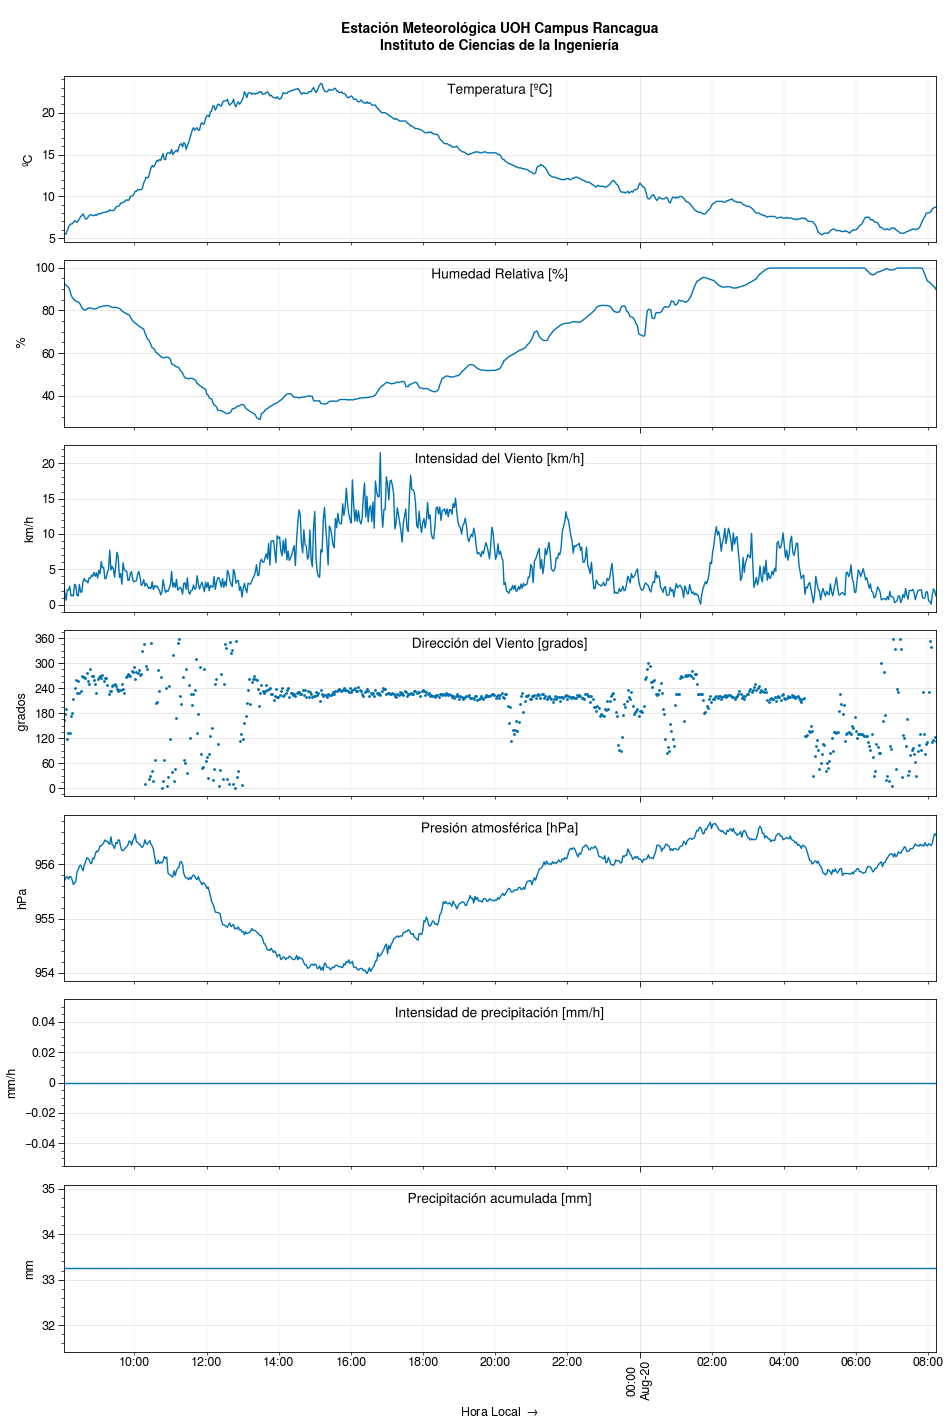 Estación Meteorológica UOH Campus Rancagua
Instituto de Ciencias de la Ingeniería
Temperatura [ºC]
ºC
20
15
10
5
Humedad Relativa [%]
%
100
80
60
40
Intensidad del Viento [km/h]
km/h
20
15
10
5
0
Dirección del Viento [grados]
grados
360
300
240
180
120
60
0
Presión atmosférica [hPa]
hPa
956
955
954
Intensidad de precipitación [mm/h]
mm/h
0.04
0.02
0
−0.02
−0.04
Precipitación acumulada [mm]
mm
35
34
33
32
10:00
12:00
14:00
16:00
18:00
20:00
22:00
00:00
Aug-20
02:00
04:00
06:00
08:00
Hora Local →